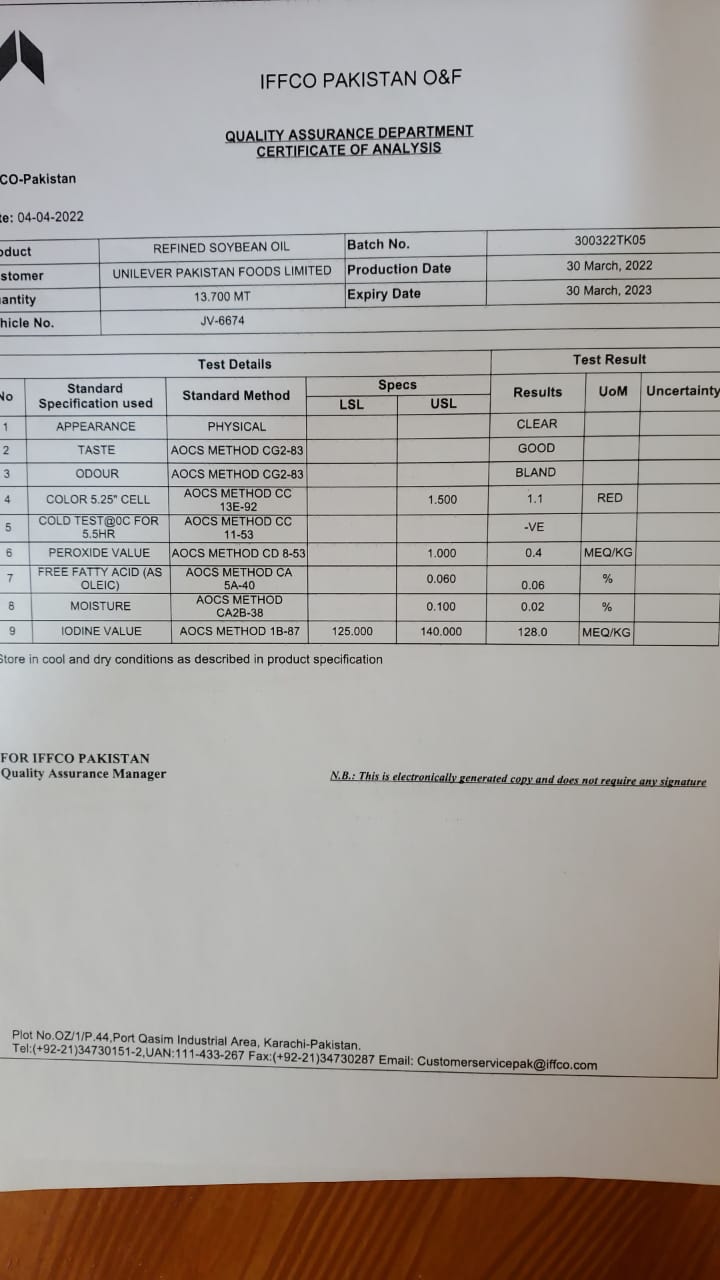 IFFCO PAKISTAN O&F
QUALITY ASSURANCE DEPARTMENT
CERTIFICATE OF ANALYSIS
CO-Pakistan
te: 04-04-2022
oduct REFINED SOYBEAN OIL Batch No. 300322TK05
stomer UNILEVER PAKISTAN FOODS LIMITED Production Date 30 March, 2022
antity 13.700 MT Expiry Date 30 March, 2023
hicle No. JV-6674
Test Details Test Result
No Standard Specification used Standard Method Specs Results UoM Uncertainty
LSL USL
1 APPEARANCE PHYSICAL CLEAR
2 TASTE AOCS METHOD CG2-83 GOOD
3 ODOUR AOCS METHOD CG2-83 BLAND
4 COLOR 5.25" CELL AOCS METHOD CC 13E-92 1.500 1.1 RED
5 COLD TEST@0C FOR 5.5HR AOCS METHOD CC 11-53 -VE
6 PEROXIDE VALUE AOCS METHOD CD 8-53 1.000 0.4 MEQ/KG
7 FREE FATTY ACID (AS OLEIC) AOCS METHOD CA 5A-40 0.060 0.06 %
8 MOISTURE AOCS METHOD CA2B-38 0.100 0.02 %
9 IODINE VALUE AOCS METHOD 1B-87 125.000 140.000 128.0 MEQ/KG
Store in cool and dry conditions as described in product specification
FOR IFFCO PAKISTAN
Quality Assurance Manager
N.B.: This is electronically generated copy and does not require any signature
Plot No.OZ/1/P.44,Port Qasim Industrial Area, Karachi-Pakistan.
Tel:(+92-21)34730151-2,UAN:111-433-267 Fax:(+92-21)34730287 Email: Customerservicepak@iffco.com